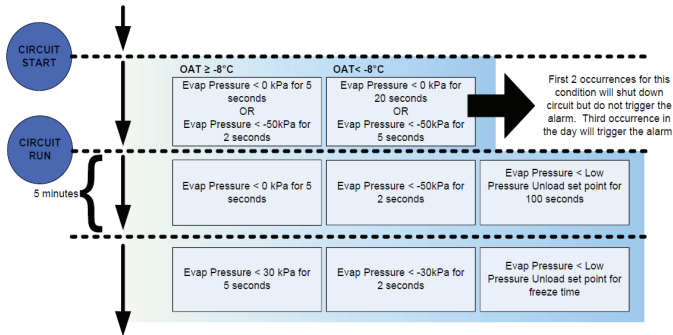 CIRCUIT
START
OAT ≥ -8°C
OAT< -8°C
Evap Pressure < 0 kPa for 5
seconds
OR
Evap Pressure < -50kPa for
2 seconds
Evap Pressure < 0 kPa for
20 seconds
OR
Evap Pressure < -50kPa for
5 seconds
First 2 occurrences for this
condition will shut down
circuit but do not trigger the
alarm. Third occurrence in
the day will trigger the alarm
CIRCUIT
RUN
5 minutes
Evap Pressure < 0 kPa for 5
seconds
Evap Pressure < -50kPa for
2 seconds
Evap Pressure < Low
Pressure Unload set point for
100 seconds
Evap Pressure < 30 kPa for
5 seconds
Evap Pressure < -30kPa for
2 seconds
Evap Pressure < Low
Pressure Unload set point for
freeze time